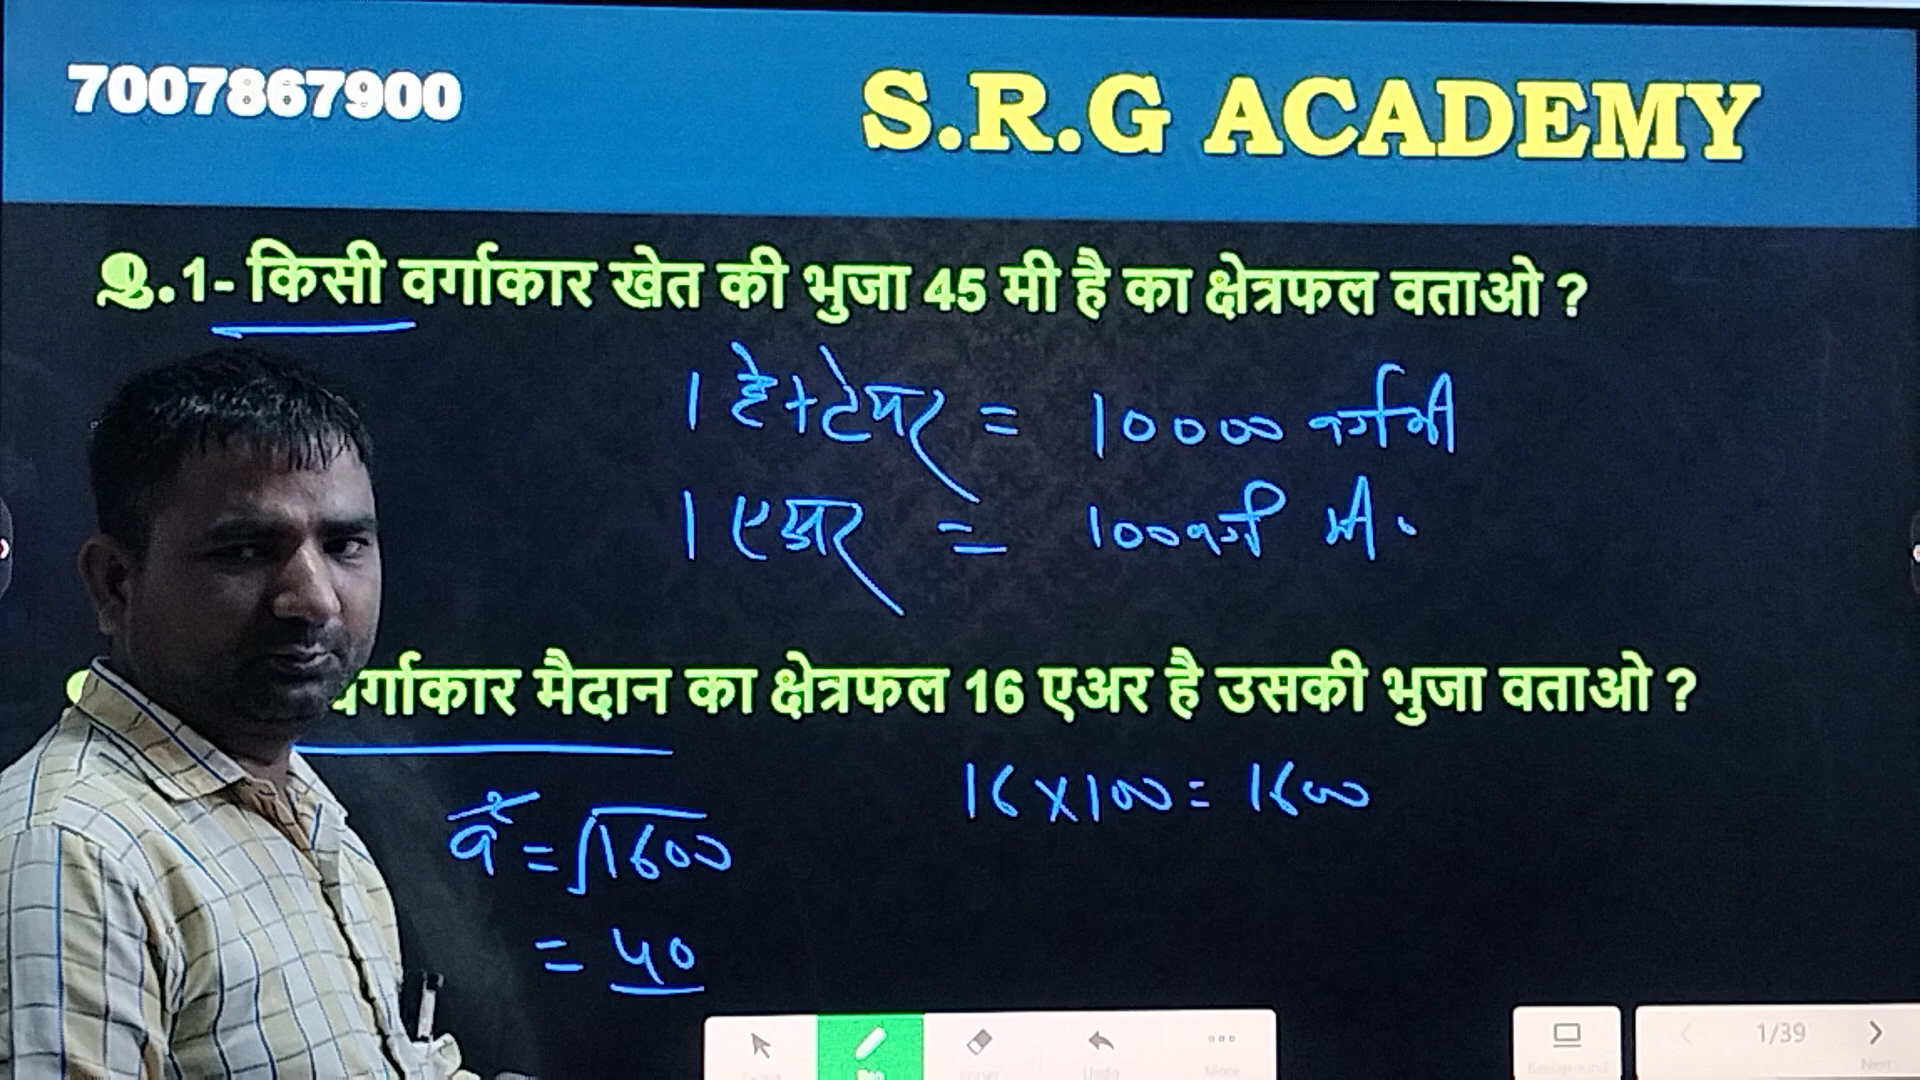 7007867900
S.R.G ACADEMY
Q.1- किसी वर्गाकार खेत की भुजा 45 मी है का क्षेत्रफल वताओ ?
1 हेक्टेयर = 10000 वर्ग मी
1 एअर = 100 वर्ग मी.
वर्गाकार मैदान का क्षेत्रफल 16 एअर है उसकी भुजा वताओ ?
16 X 100 = 1600
= √1600
= 40
1/39